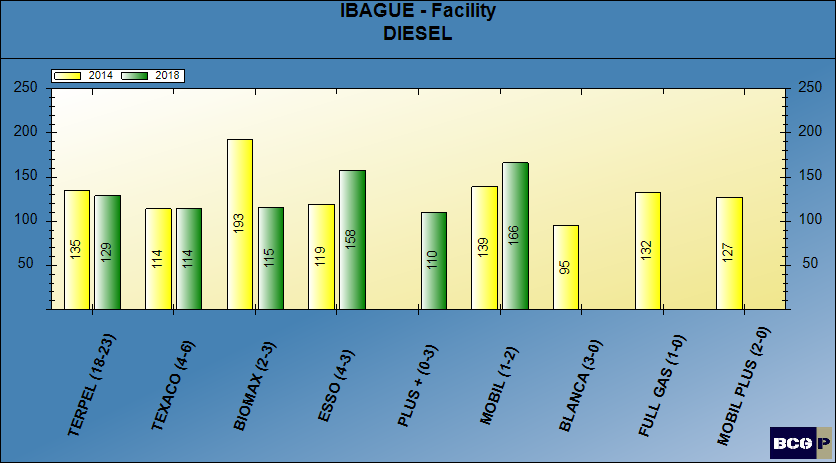 IBAGUE - Facility
DIESEL
2014 2018
250 250
200 200
150 150
100 100
50 50
135 129 114 114 193 115 119 158 110 139 166 95 132 127
TERPEL (18-23)
TEXACO (4-6)
BIOMAX (2-3)
ESSO (4-3)
PLUS + (0-3)
MOBIL (1-2)
BLANCA (3-0)
FULL GAS (1-0)
MOBIL PLUS (2-0)
BCG P